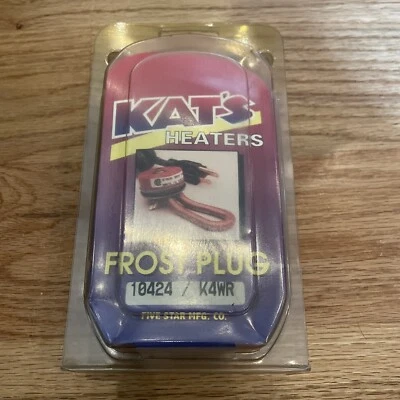 KAT'S
HEATERS
FROST PLUG
10424 / K4WR
FIVE STAR MFG. CO.